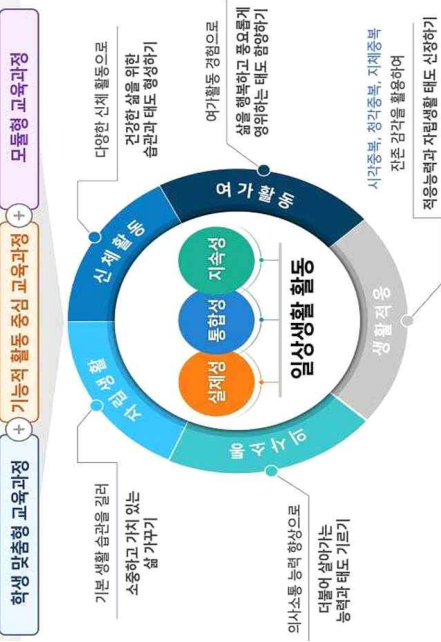 학생 맞춤형 교육과정
+
기능적 활동 중심 교육과정
+
모듈형 교육과정
기본 생활 습관을 길러
소중하고 가치 있는
삶 가꾸기
다양한 신체 활동으로
건강한 삶을 위한
습관과 태도 형성하기
자립생활
신체활동
의사소통
여가활동
생활적응
실제성
통합성
지속성
일상생활 활동
의사소통 능력 향상으로
더불어 살아가는
능력과 태도 기르기
여가활동 경험으로
삶을 행복하고 풍요롭게
영위하는 태도 함양하기
시각중복, 청각중복, 지체중복
잔존 감각을 활용하여
적응능력과 자립생활 태도 신장하기